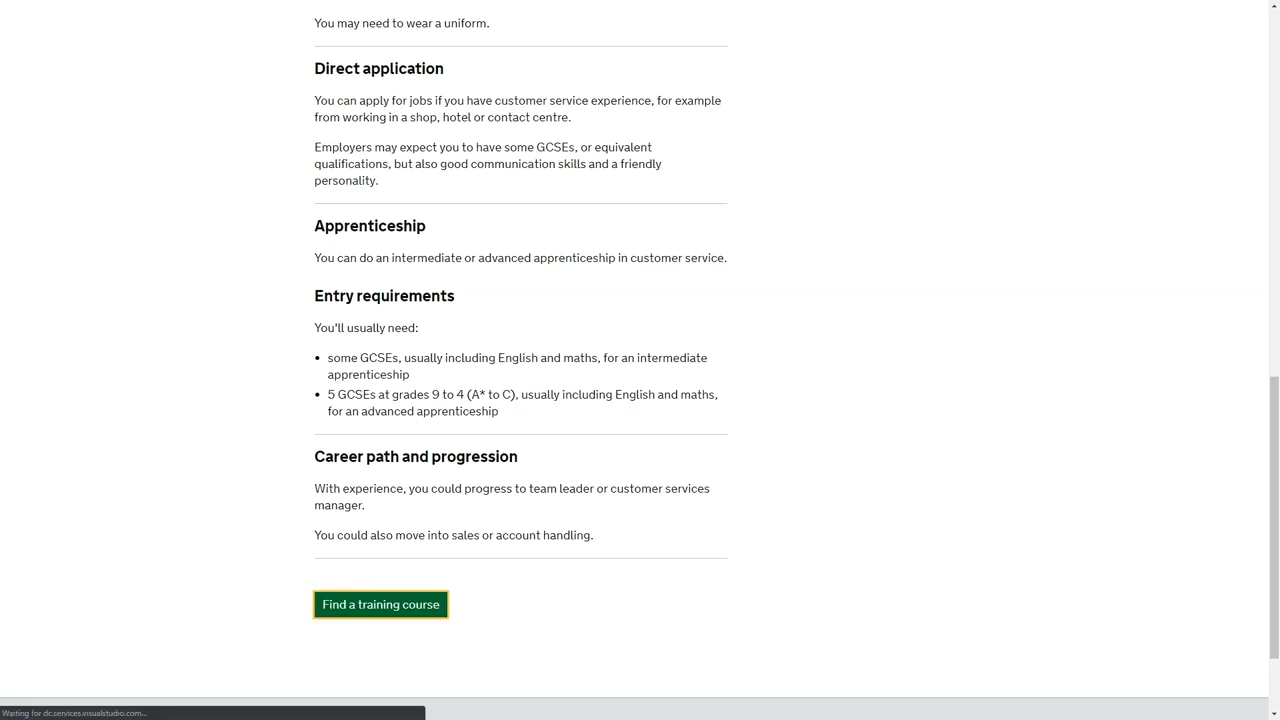 You may need to wear a uniform.
Direct application
You can apply for jobs if you have customer service experience, for example
from working in a shop, hotel or contact centre.
Employers may expect you to have some GCSEs, or equivalent
qualifications, but also good communication skills and a friendly
personality.
Apprenticeship
You can do an intermediate or advanced apprenticeship in customer service.
Entry requirements
You'll usually need:
• some GCSEs, usually including English and maths, for an intermediate
apprenticeship
• 5 GCSEs at grades 9 to 4 (A* to C), usually including English and maths,
for an advanced apprenticeship
Career path and progression
With experience, you could progress to team leader or customer services
manager.
You could also move into sales or account handling.
Find a training course
Waiting for dc.services.visualstudio.com...